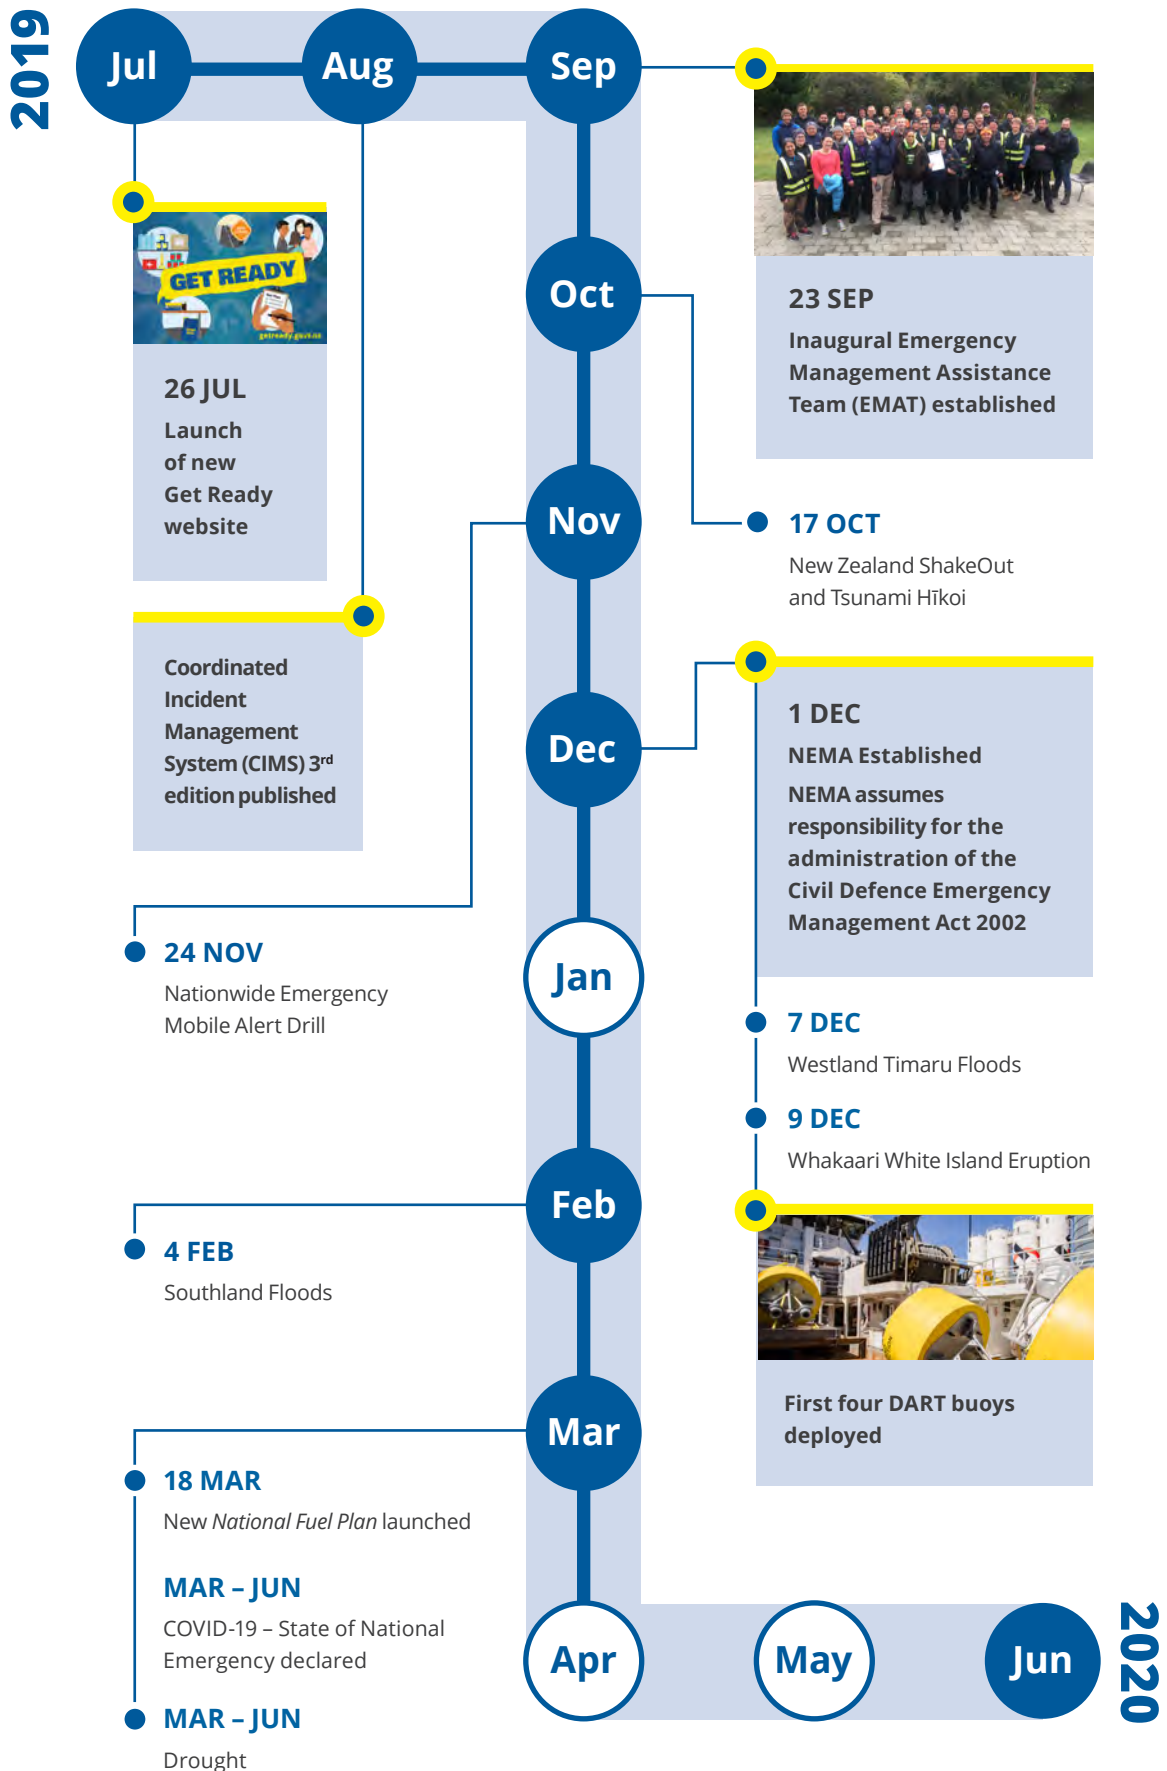 2019
Jul
Aug
Sep
GET READY
getready.govt.nz
26 JUL
Launch
of new
Get Ready
website
23 SEP
Inaugural Emergency
Management Assistance
Team (EMAT) established
Oct
17 OCT
New Zealand ShakeOut
and Tsunami Hīkoi
Nov
Coordinated
Incident
Management
System (CIMS) 3rd
edition published
Dec
1 DEC
NEMA Established
NEMA assumes
responsibility for the
administration of the
Civil Defence Emergency
Management Act 2002
24 NOV
Nationwide Emergency
Mobile Alert Drill
Jan
7 DEC
Westland Timaru Floods
9 DEC
Whakaari White Island Eruption
Feb
4 FEB
Southland Floods
First four DART buoys
deployed
Mar
18 MAR
New National Fuel Plan launched
MAR – JUN
COVID-19 – State of National
Emergency declared
MAR – JUN
Drought
Apr
May
Jun
2020